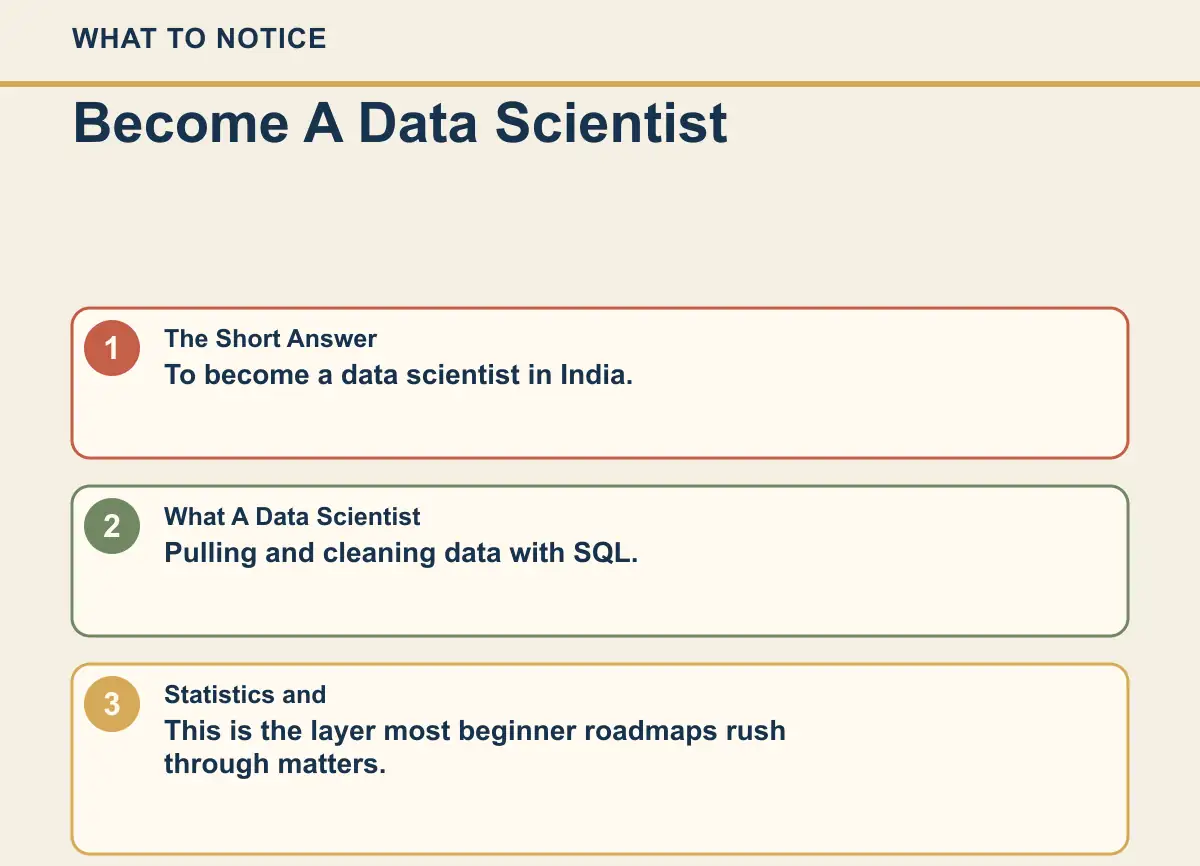 WHAT TO NOTICE
Become A Data Scientist
1
The Short Answer
To become a data scientist in India.
2
What A Data Scientist
Pulling and cleaning data with SQL.
3
Statistics and
This is the layer most beginner roadmaps rush
through matters.